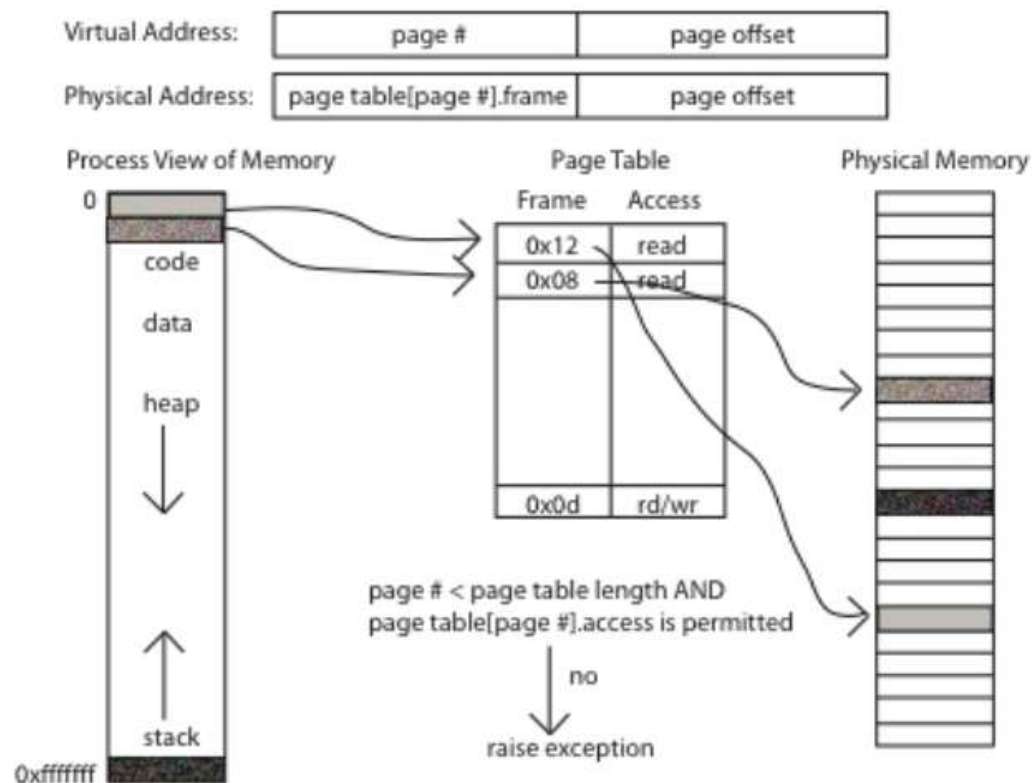 Virtual Address: page # page offset
Physical Address: page table[page #].frame page offset
Process View of Memory Page Table Physical Memory
0 Frame Access
0x12 read
code 0x08 read
data
heap
0x0d rd/wr
page # < page table length AND
page table[page #].access is permitted
no
stack raise exception
0xfffffff